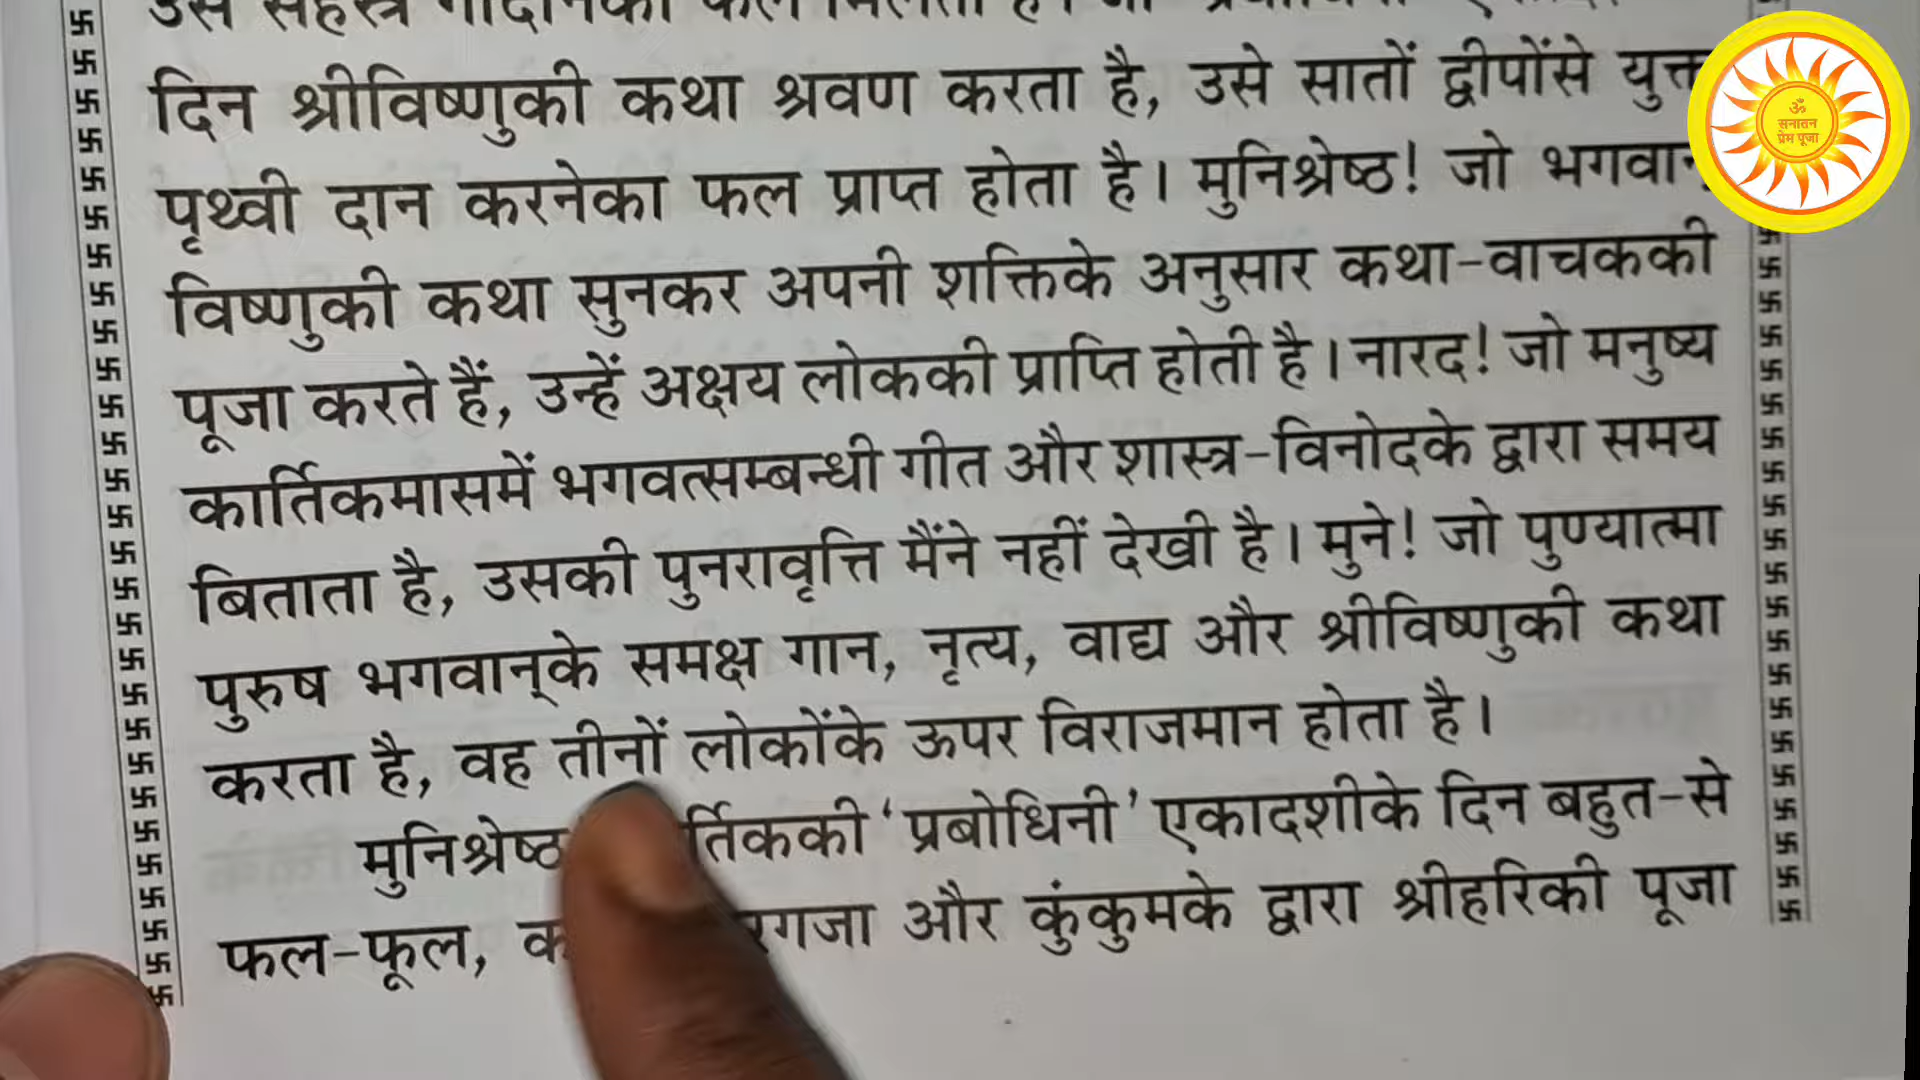 दिन श्रीविष्णुकी कथा श्रवण करता है, उसे सातों द्वीपोंसे युक्त
पृथ्वी दान करनेका फल प्राप्त होता है। मुनिश्रेष्ठ! जो भगवान्
विष्णुकी कथा सुनकर अपनी शक्तिके अनुसार कथा-वाचककी
पूजा करते हैं, उन्हें अक्षय लोककी प्राप्ति होती है। नारद! जो मनुष्य
कार्तिकमासमें भगवत्सम्बन्धी गीत और शास्त्र-विनोदके द्वारा समय
बिताता है, उसकी पुनरावृत्ति मैंने नहीं देखी है। मुने! जो पुण्यात्मा
पुरुष भगवान्‌के समक्ष गान, नृत्य, वाद्य और श्रीविष्णुकी कथा
करता है, वह तीनों लोकोंके ऊपर विराजमान होता है।
मुनिश्रेष्ठ र्तिककी ‘प्रबोधिनी’ एकादशीके दिन बहुत-से
फल-फूल, और कुंकुमके द्वारा श्रीहरिकी पूजा
ॐ
सनातन
प्रेम पूजा